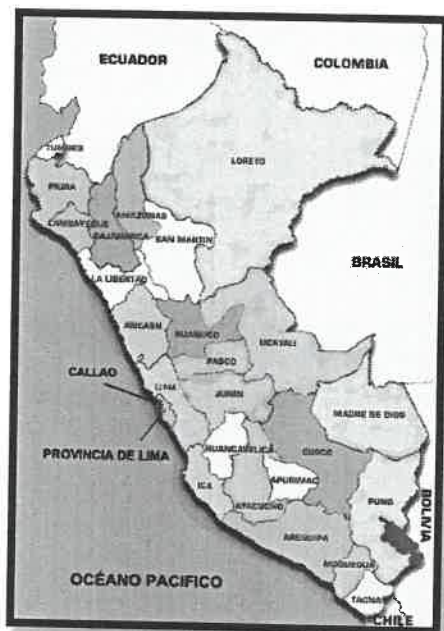 ECUADOR
COLOMBIA
TUMBES
LORETO
PIURA
AMAZONAS
LAMBAYEQUE
CAJAMARCA
SAN MARTIN
BRASIL
LA LIBERTAD
ANCASH
HUANUCO
UCAYALI
PASCO
CALLAO
LIMA
JUNIN
MADRE DE DIOS
PROVINCIA DE LIMA
HUANCAVELICA
CUSCO
APURIMAC
ICA
AYACUCHO
PUNO
BOLIVIA
AREQUIPA
MOQUEGUA
OCÉANO PACIFICO
TACNA
CHILE